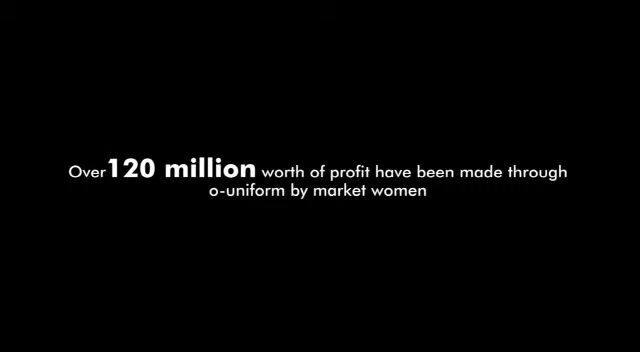 Over 120 million worth of profit have been made through
o-uniform by market women